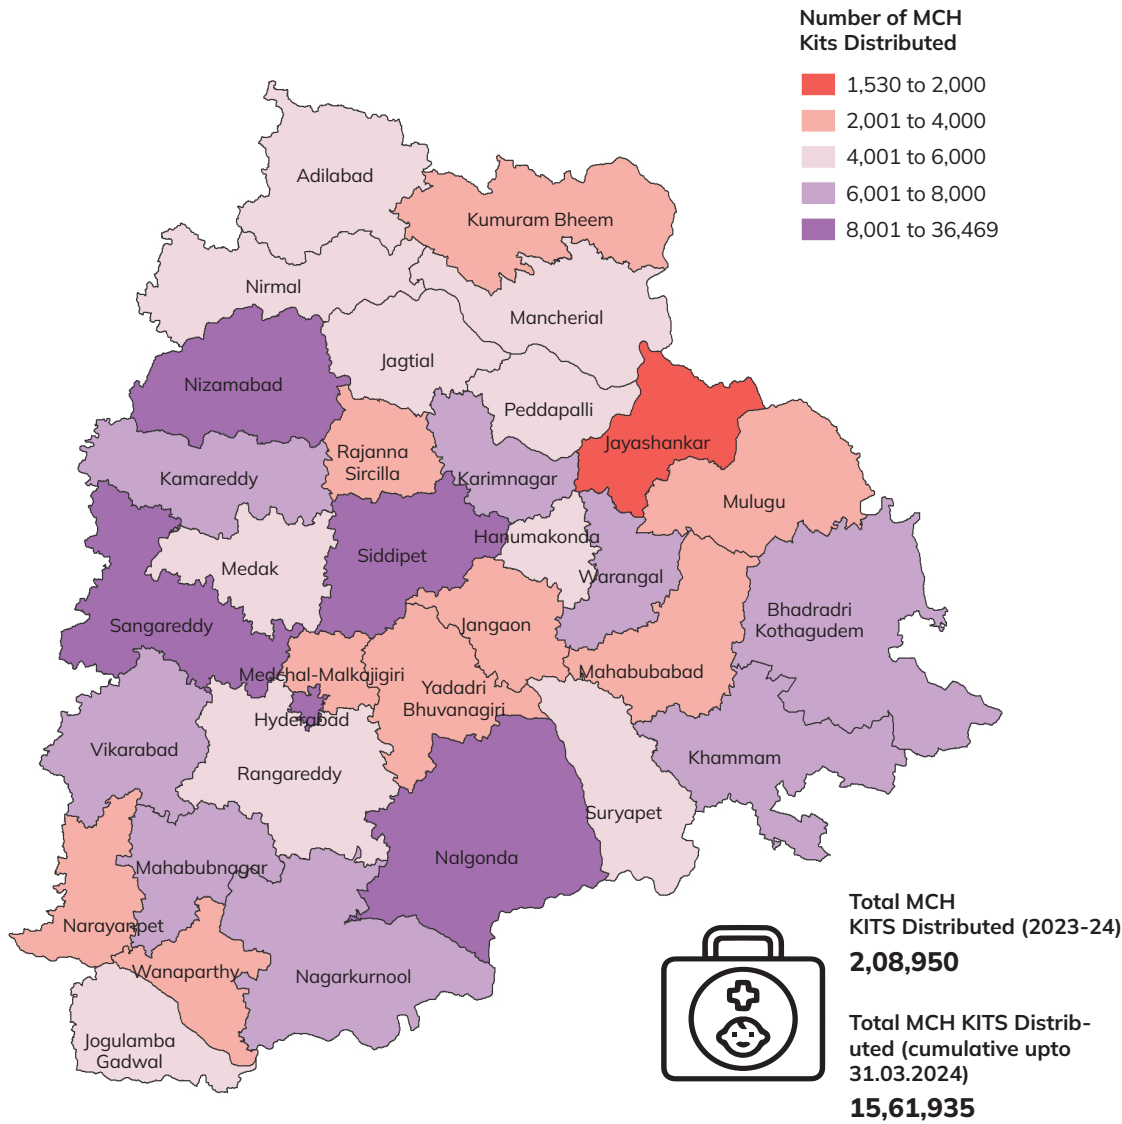 Number of MCH
Kits Distributed
1,530 to 2,000
2,001 to 4,000
4,001 to 6,000
6,001 to 8,000
8,001 to 36,469
Adilabad
Kumuram Bheem
Nirmal
Mancherial
Jagtial
Nizamabad
Peddapalli
Jayashankar
Rajanna
Sircilla
Kamareddy
Karimnagar
Mulugu
Hanumakonda
Siddipet
Medak
Warangal
Bhadradri
Kothagudem
Sangareddy
Jangaon
Medchal-Malkajigiri
Mahabubabad
Yadadri
Bhuvanagiri
Hyderabad
Vikarabad
Khammam
Rangareddy
Suryapet
Nalgonda
Mahabubnagar
Narayanpet
Wanaparthy
Nagarkurnool
Jogulamba
Gadwal
Total MCH
KITS Distributed (2023-24)
2,08,950
Total MCH KITS Distrib-
uted (cumulative upto
31.03.2024)
15,61,935